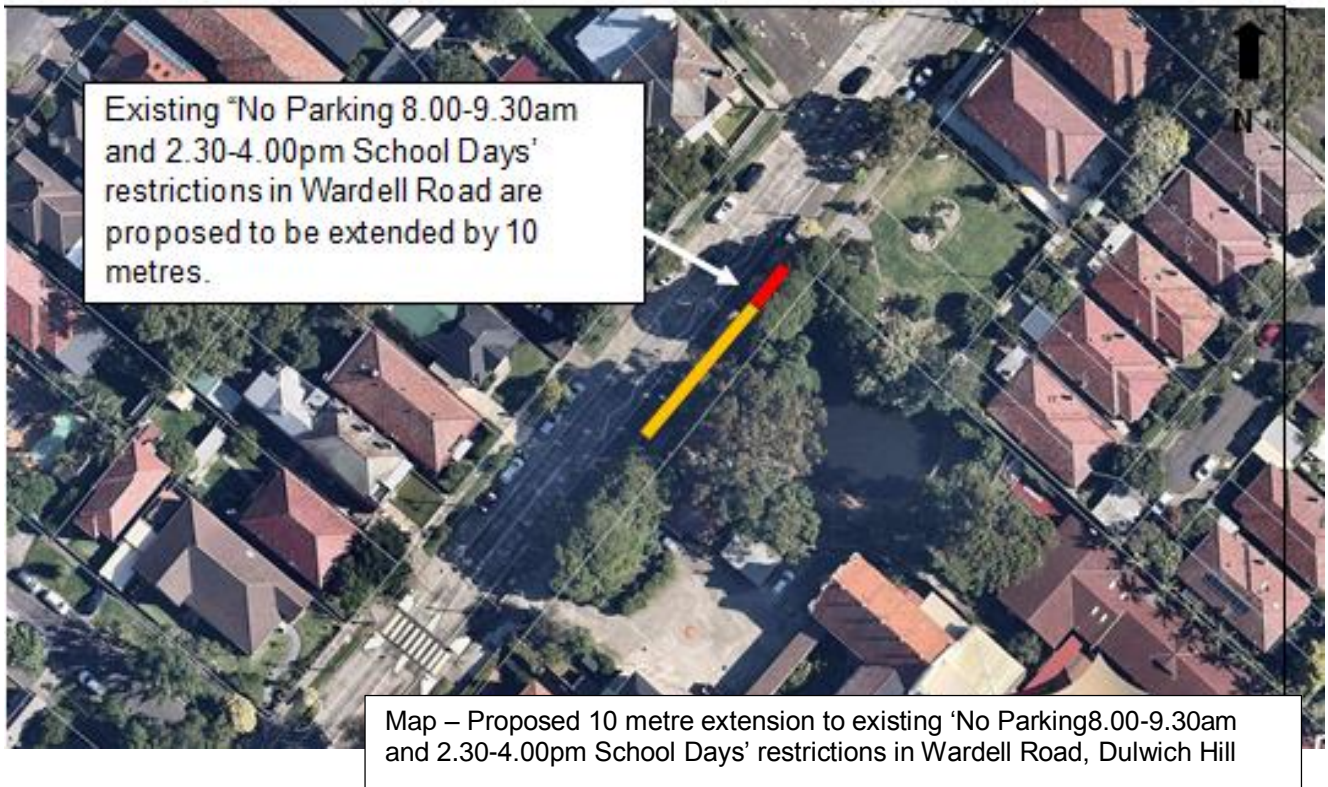 Existing “No Parking 8.00-9.30am
and 2.30-4.00pm School Days’
restrictions in Wardell Road are
proposed to be extended by 10
metres.
N
Map – Proposed 10 metre extension to existing ‘No Parking8.00-9.30am
and 2.30-4.00pm School Days’ restrictions in Wardell Road, Dulwich Hill